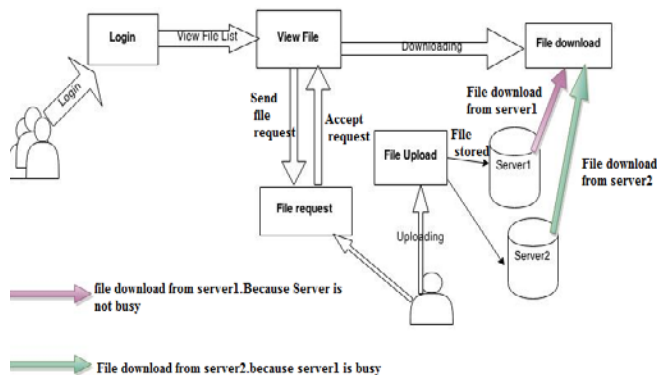 Login
View File List
View File
Downloading
File download
Login
Send
file
request
Accept
request
File download
from server1
File
stored
File Upload
Server1
File download
from server2
File request
Uploading
Server2
file download from server1.Because Server is
not busy
File download from server2.because server1 is busy